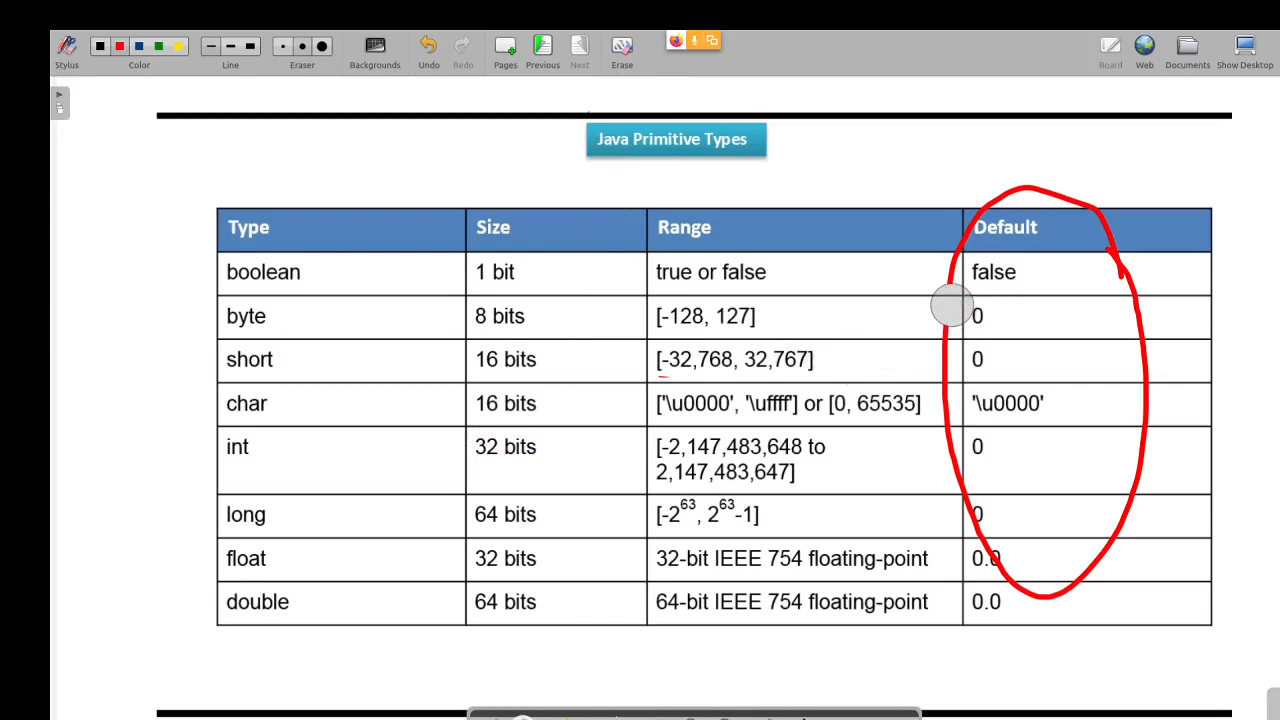 Stylus Color Line Eraser Backgrounds Undo Redo Pages Previous Next Erase Board Web Documents Show Desktop
Java Primitive Types
Type Size Range Default
boolean 1 bit true or false false
byte 8 bits [-128, 127] 0
short 16 bits [-32,768, 32,767] 0
char 16 bits ['\u0000', '\uffff'] or [0, 65535] '\u0000'
int 32 bits [-2,147,483,648 to 0
2,147,483,647]
long 64 bits [-2⁶³, 2⁶³-1] 0
float 32 bits 32-bit IEEE 754 floating-point 0.0
double 64 bits 64-bit IEEE 754 floating-point 0.0